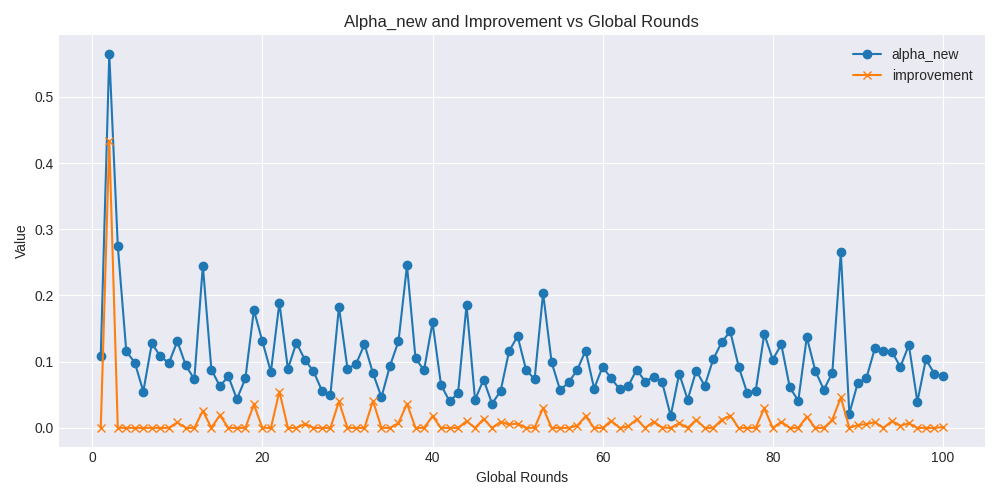 Alpha_new and Improvement vs Global Rounds
alpha_new
improvement
Value
0.5
0.4
0.3
0.2
0.1
0.0
0 20 40 60 80 100
Global Rounds